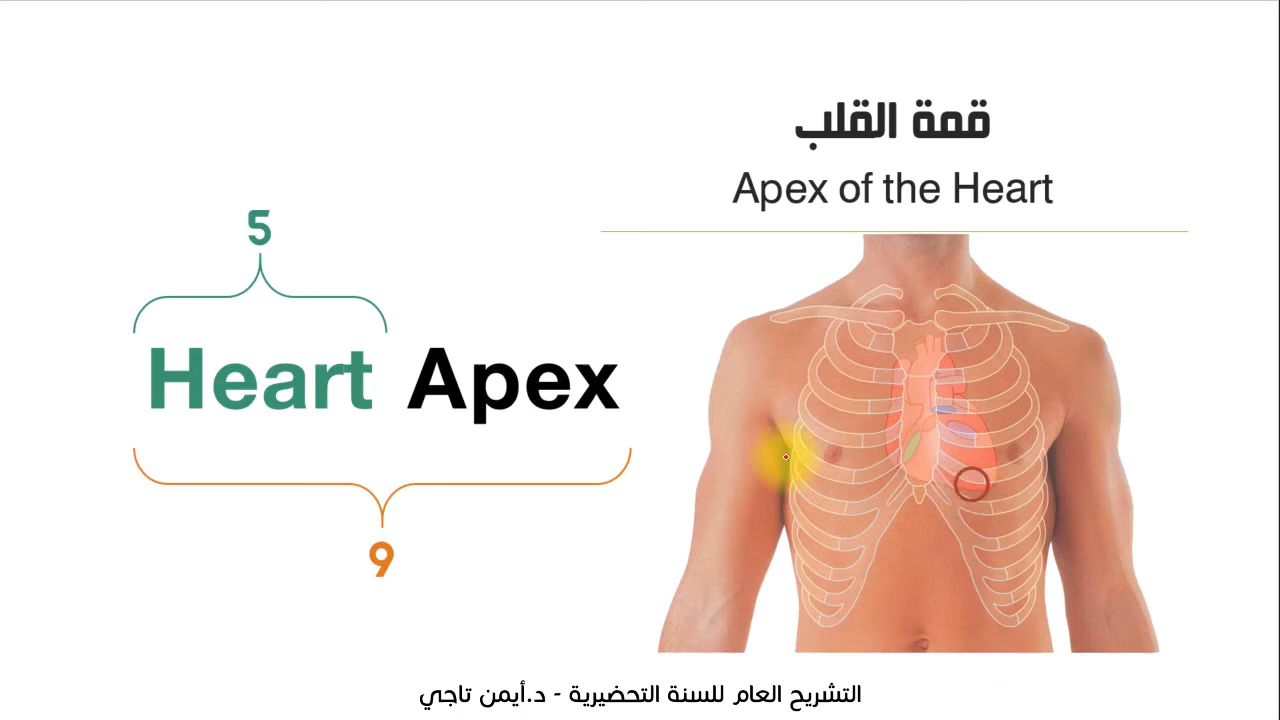 قمة القلب
Apex of the Heart
5
Heart Apex
9
التشريح العام للسنة التحضيرية - د.أيمن تاجي